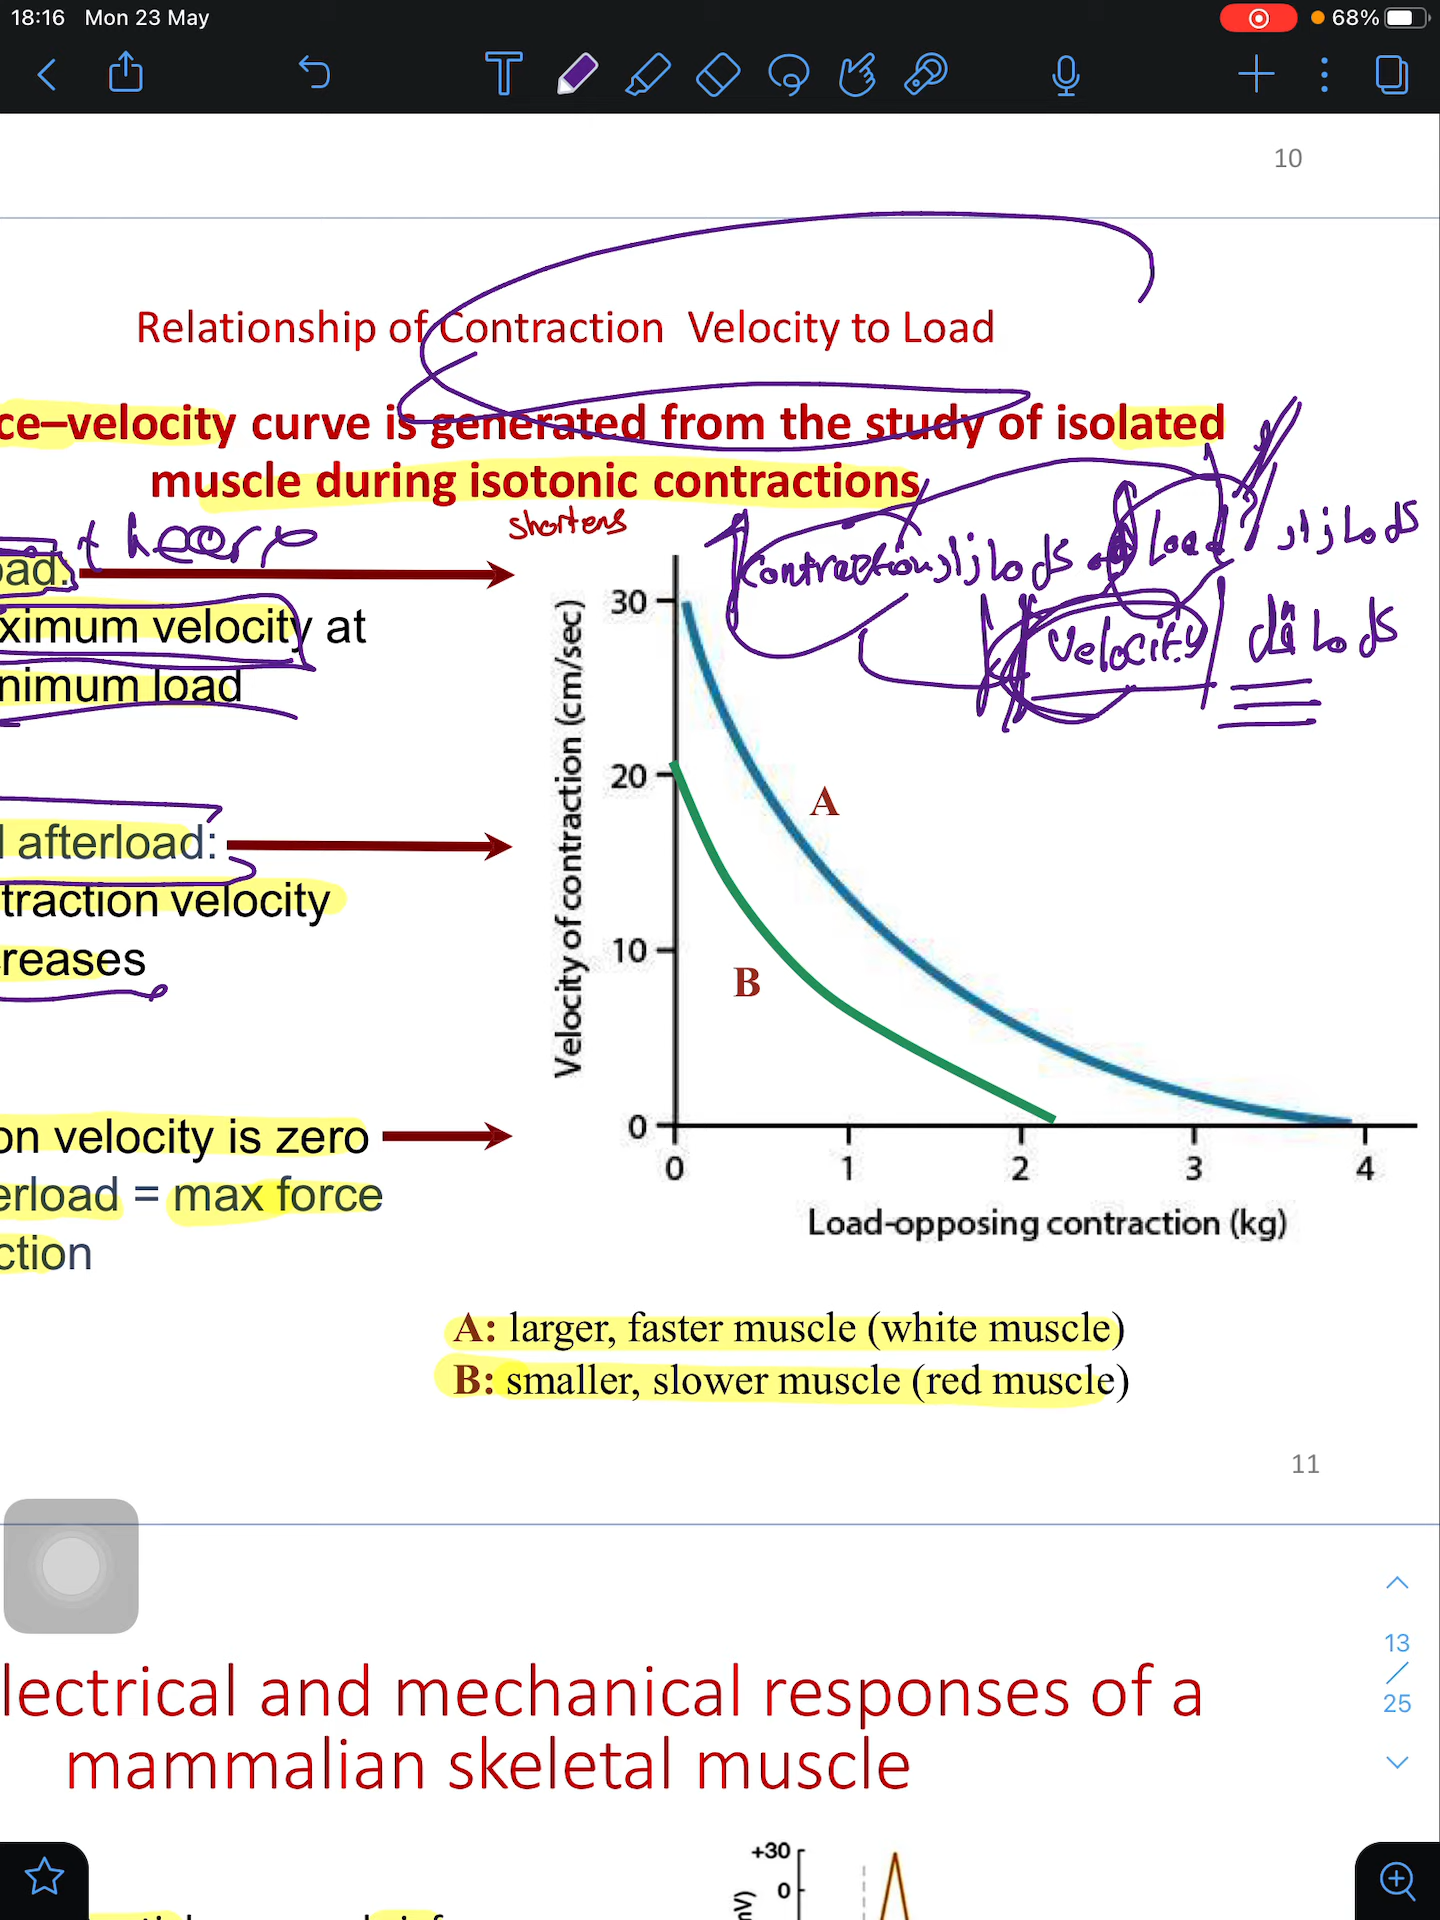 18:16 Mon 23 May
68%
10
Relationship of Contraction Velocity to Load
ce–velocity curve is generated from the study of isolated
muscle during isotonic contractions
shortens
oad.
ximum velocity at
nimum load
Contraction
load
Velocity
afterload:
traction velocity
reases
on velocity is zero
erload = max force
ction
Velocity of contraction (cm/sec)
30
20
10
0
A
B
0 1 2 3 4
Load-opposing contraction (kg)
A: larger, faster muscle (white muscle)
B: smaller, slower muscle (red muscle)
11
13
/
25
lectrical and mechanical responses of a
mammalian skeletal muscle
+30
0